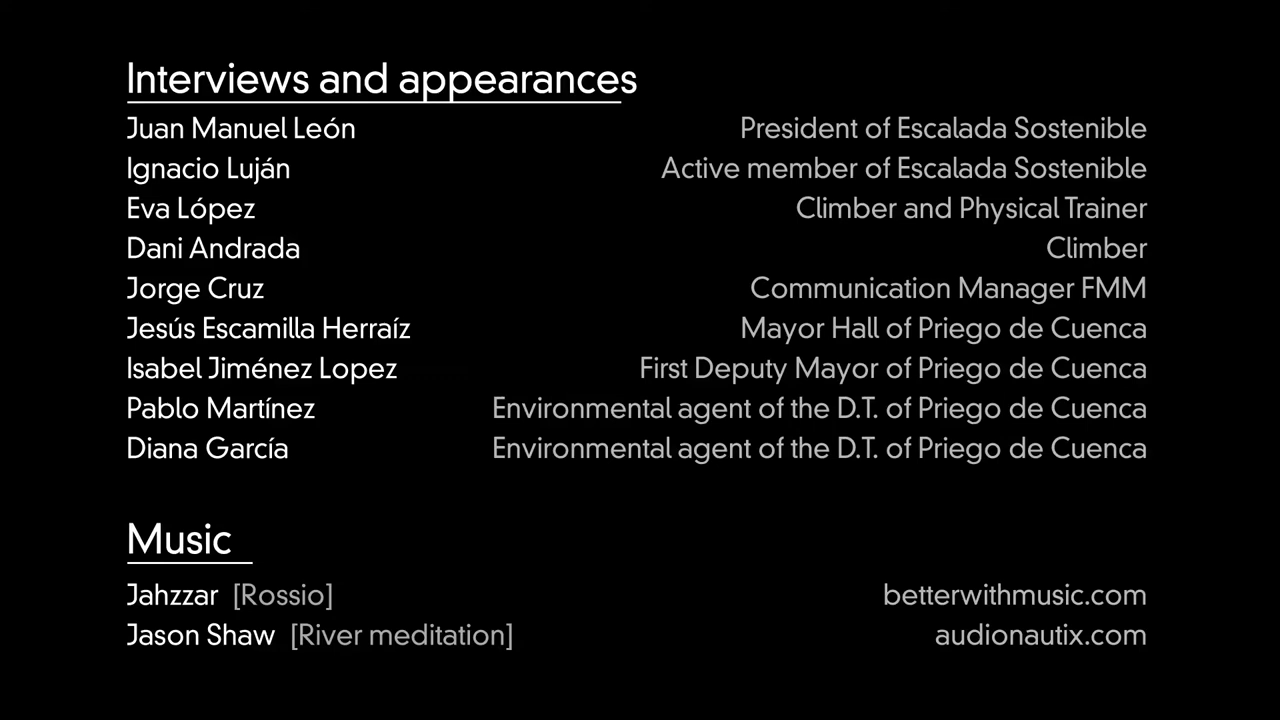 Interviews and appearances
Juan Manuel León President of Escalada Sostenible
Ignacio Luján Active member of Escalada Sostenible
Eva López Climber and Physical Trainer
Dani Andrada Climber
Jorge Cruz Communication Manager FMM
Jesús Escamilla Herraíz Mayor Hall of Priego de Cuenca
Isabel Jiménez Lopez First Deputy Mayor of Priego de Cuenca
Pablo Martínez Environmental agent of the D.T. of Priego de Cuenca
Diana García Environmental agent of the D.T. of Priego de Cuenca
Music
Jahzzar [Rossio] betterwithmusic.com
Jason Shaw [River meditation] audionautix.com